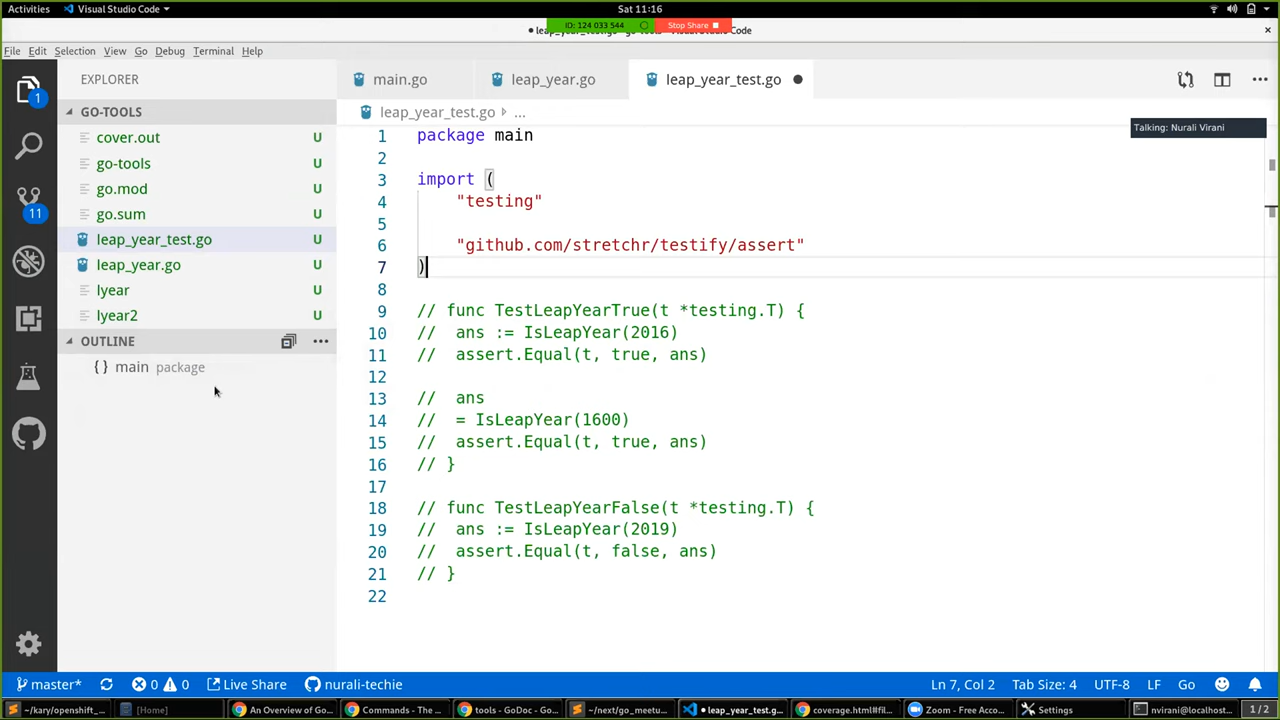 Activities
Visual Studio Code
Sat 11:16
ID: 124 033 544
Stop Share
File Edit Selection View Go Debug Terminal Help
EXPLORER
main.go
leap_year.go
leap_year_test.go
GO-TOOLS
leap_year_test.go
...
Talking: Nurali Virani
cover.out U
go-tools U
go.mod U
go.sum U
leap_year_test.go U
leap_year.go U
lyear U
lyear2 U
OUTLINE
{ } main package
1
11
1 package main
2
3 import (
4 "testing"
5
6 "github.com/stretchr/testify/assert"
7 )
8
9 // func TestLeapYearTrue(t *testing.T) {
10 // ans := IsLeapYear(2016)
11 // assert.Equal(t, true, ans)
12
13 // ans
14 // = IsLeapYear(1600)
15 // assert.Equal(t, true, ans)
16 // }
17
18 // func TestLeapYearFalse(t *testing.T) {
19 // ans := IsLeapYear(2019)
20 // assert.Equal(t, false, ans)
21 // }
22
master* 0 0 Live Share nurali-techie
Ln 7, Col 2 Tab Size: 4 UTF-8 LF Go
~/kary/openshift_...
[Home]
An Overview of Go...
Commands - The ...
tools - GoDoc - Go...
~/next/go_meetu...
● leap_year_test.g...
coverage.html#fil...
Zoom - Free Acco...
Settings
nvirani@localhost...
1 / 2